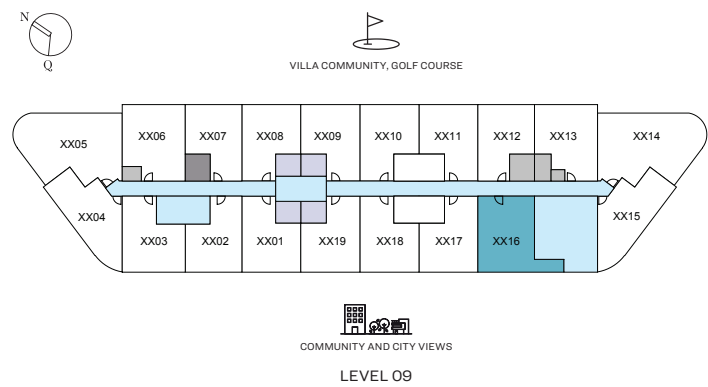 N
Q
VILLA COMMUNITY, GOLF COURSE
XX05
XX06
XX07
XX08
XX09
XX10
XX11
XX12
XX13
XX14
XX04
XX03
XX02
XX01
XX19
XX18
XX17
XX16
XX15
COMMUNITY AND CITY VIEWS
LEVEL 09